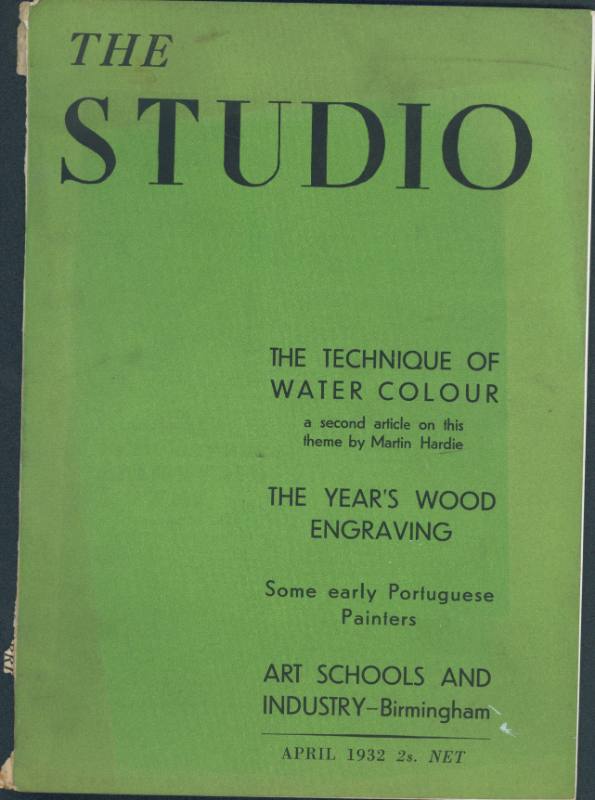 THE
STUDIO
THE TECHNIQUE OF
WATER COLOUR
a second article on this
theme by Martin Hardie
THE YEAR'S WOOD
ENGRAVING
Some early Portuguese
Painters
ART SCHOOLS AND
INDUSTRY–Birmingham
APRIL 1932 2s. NET